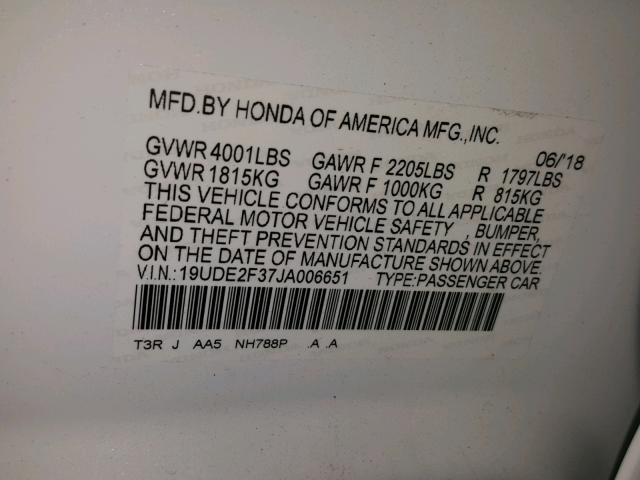 MFD.BY HONDA OF AMERICA MFG.,INC.
06/'18
GVWR 4001LBS GAWR F 2205LBS R 1797LBS
GVWR 1815KG GAWR F 1000KG R 815KG
THIS VEHICLE CONFORMS TO ALL APPLICABLE
FEDERAL MOTOR VEHICLE SAFETY , BUMPER,
AND THEFT PREVENTION STANDARDS IN EFFECT
ON THE DATE OF MANUFACTURE SHOWN ABOVE.
V.I.N.: 19UDE2F37JA006651 TYPE:PASSENGER CAR
T3R J AA5 NH788P .A .A